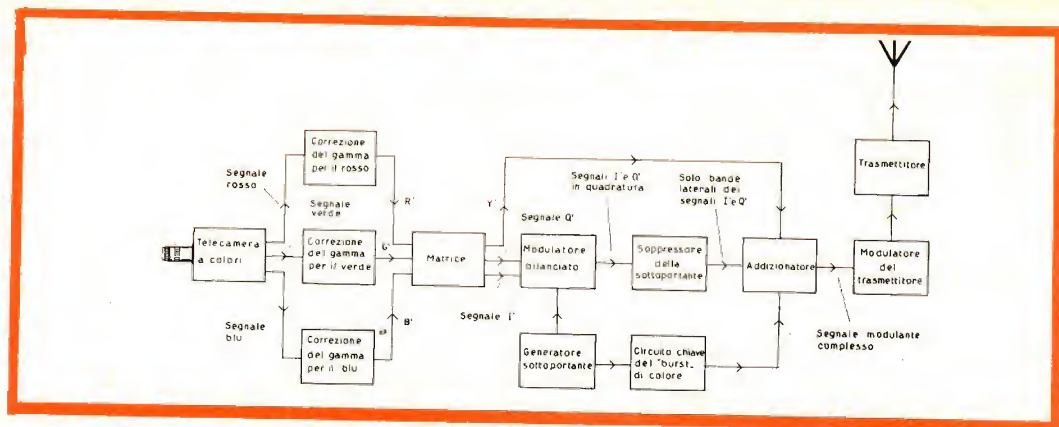 Correzione
del gamma
per il rosso
Segnale
rosso
Segnale
verde
R'
Y'
Segnali I' e Q'
in quadratura
Solo bande
laterali dei
segnali I' e Q'
Trasmettitore
Telecamera
a colori
Correzione
del gamma
per il verde
G'
Matrice
Segnale Q'
Modulatore
bilanciato
Soppressore
della
sottoportante
Addizionatore
Modulatore
del
trasmettitore
Segnale
blu
B'
Segnale I'
Correzione
del gamma
per il blu
Generatore
sottoportante
Circuito chiave
del "burst"
di colore
Segnale modulante
complesso